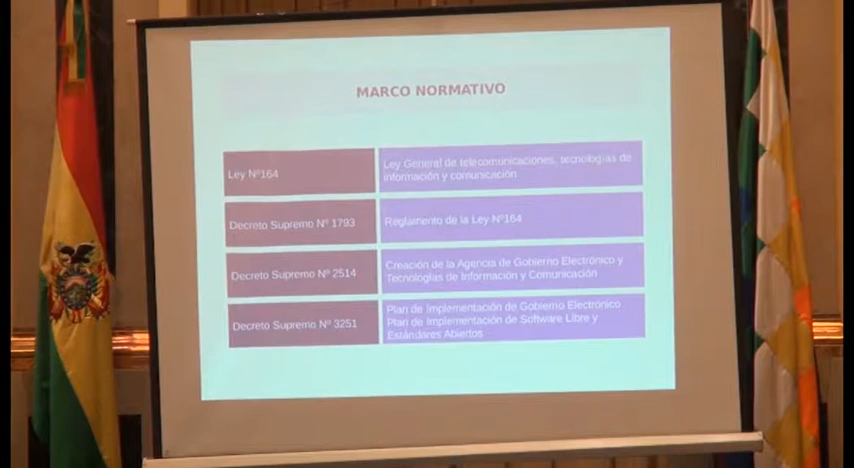 MARCO NORMATIVO
Ley Nº164
Ley General de telecomunicaciones, tecnologías de
información y comunicación
Decreto Supremo Nº 1793
Reglamento de la Ley Nº164
Decreto Supremo Nº 2514
Creación de la Agencia de Gobierno Electrónico y
Tecnologías de Información y Comunicación
Decreto Supremo Nº 3251
Plan de Implementación de Gobierno Electrónico
Plan de Implementación de Software Libre y
Estándares Abiertos